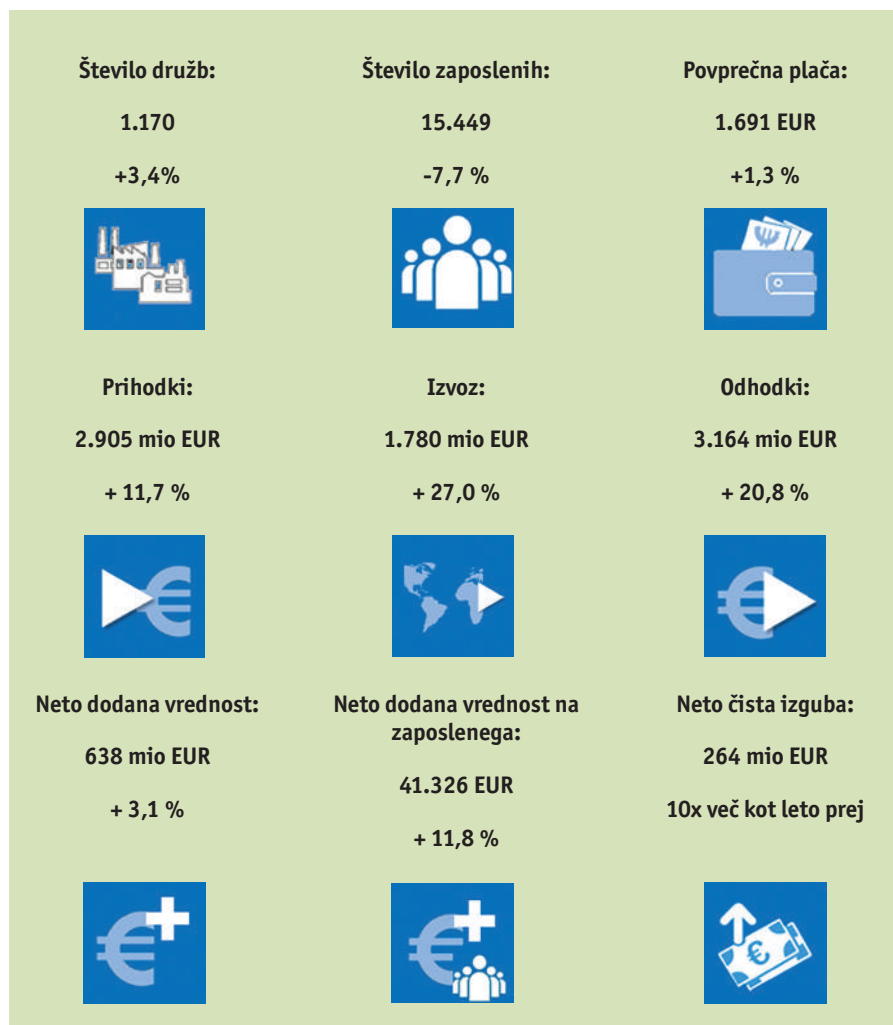 Število družb:
1.170
+3,4%
Število zaposlenih:
15.449
-7,7 %
Povprečna plača:
1.691 EUR
+1,3 %
Prihodki:
2.905 mio EUR
+ 11,7 %
Izvoz:
1.780 mio EUR
+ 27,0 %
Odhodki:
3.164 mio EUR
+ 20,8 %
Neto dodana vrednost:
638 mio EUR
+ 3,1 %
Neto dodana vrednost na
zaposlenega:
41.326 EUR
+ 11,8 %
Neto čista izguba:
264 mio EUR
10x več kot leto prej